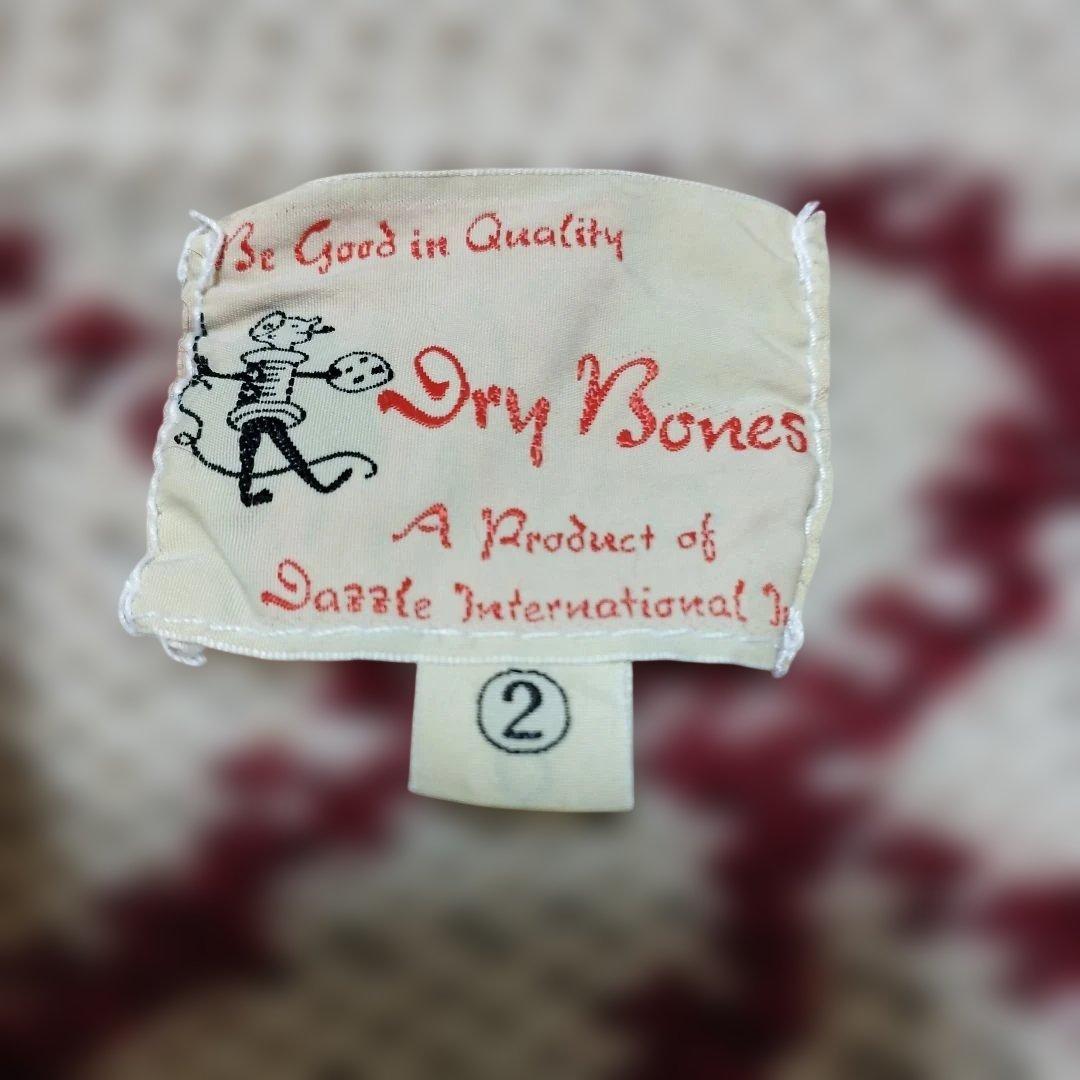 Be Good in Quality
Dry Bones
A Product of
Dazzle International
2